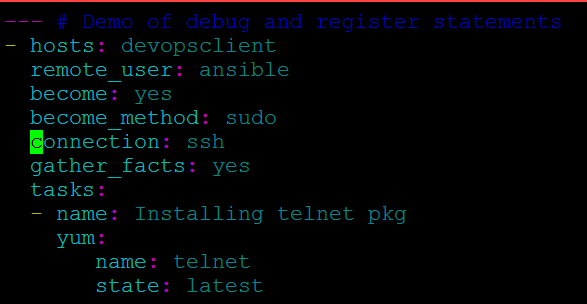 --- # Demo of debug and register statements
- hosts: devopsclient
  remote_user: ansible
  become: yes
  become_method: sudo
  connection: ssh
  gather_facts: yes
  tasks:
  - name: Installing telnet pkg
    yum:
       name: telnet
       state: latest